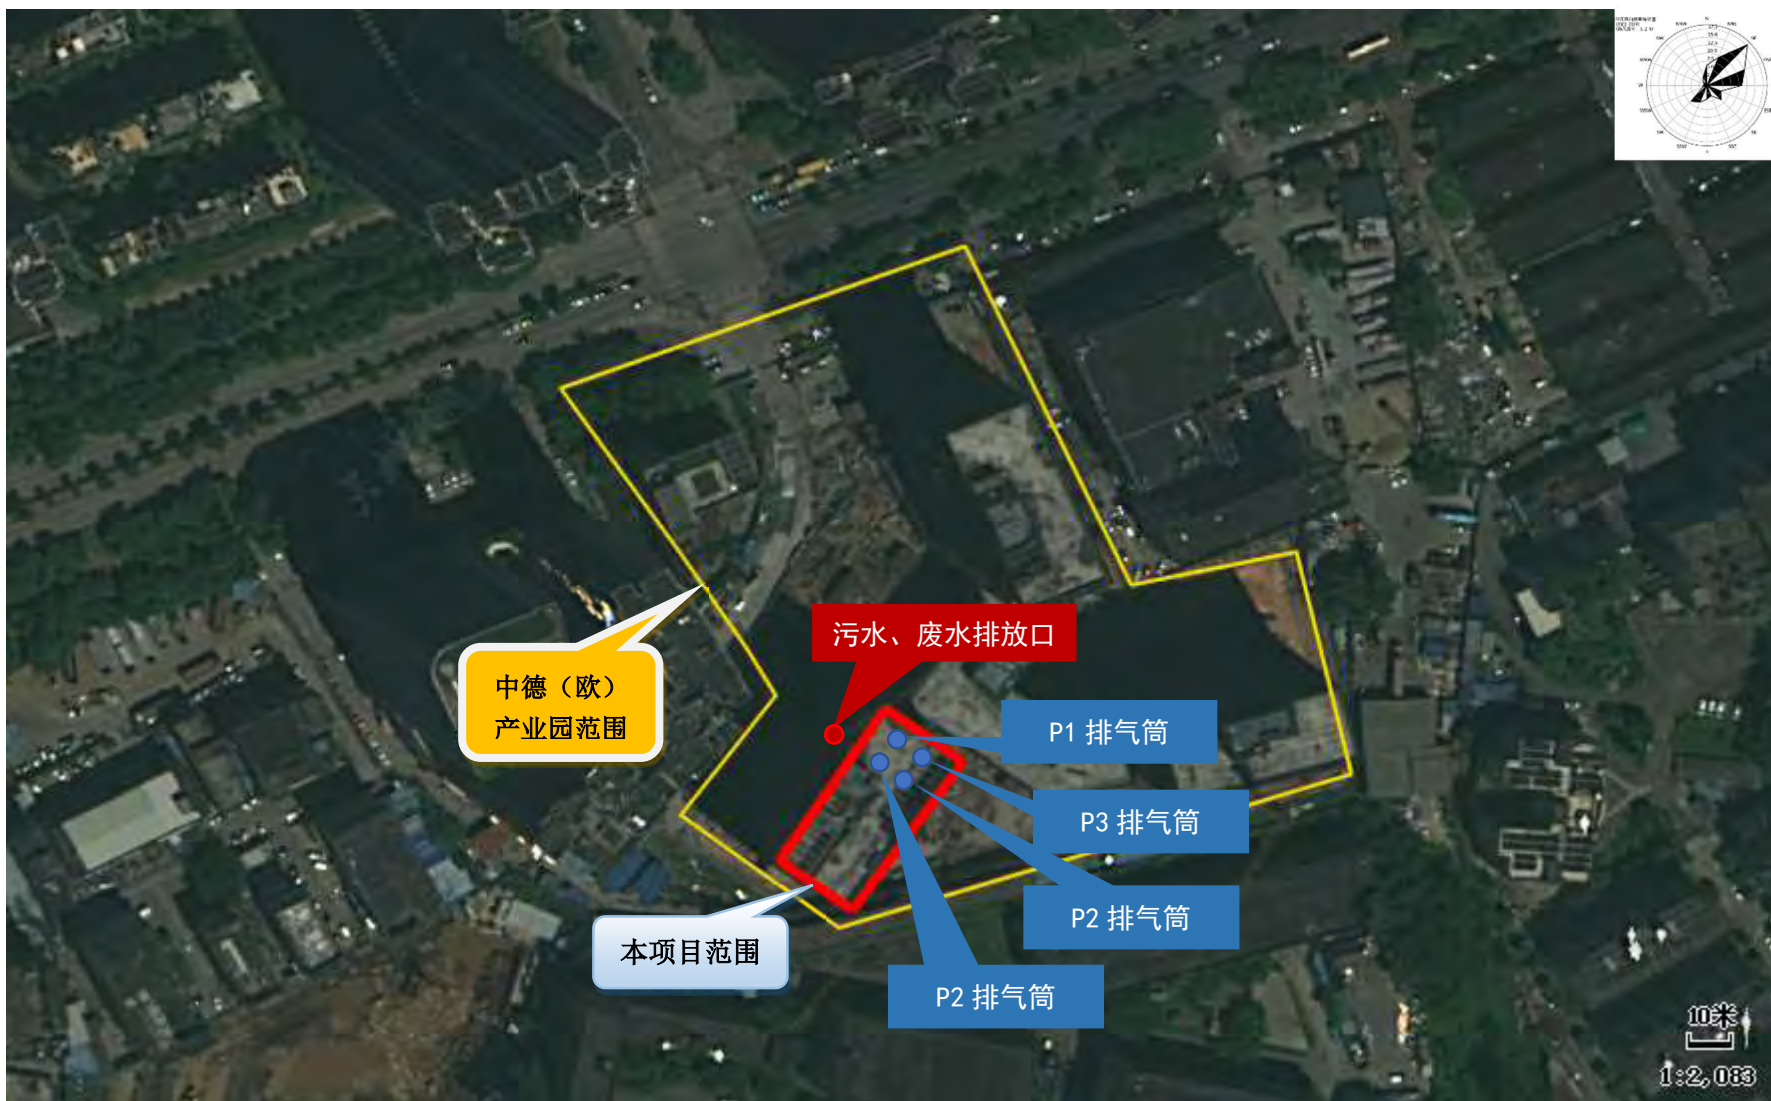 N
W
污水、废水排放口
中德（欧）
产业园范围
P1 排气筒
P3 排气筒
P2 排气筒
本项目范围
P2 排气筒
10米
1:2,083